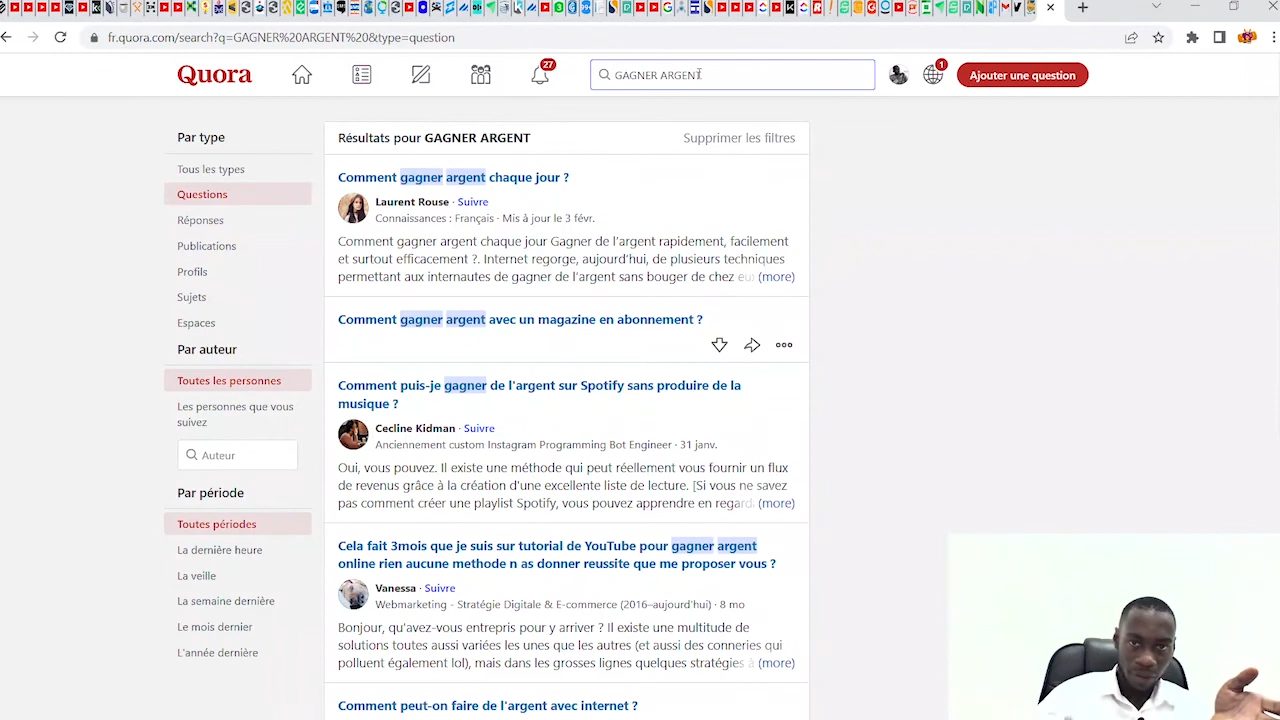 fr.quora.com/search?q=GAGNER%20ARGENT%20&type=question
Quora
27
GAGNER ARGENT
1
Ajouter une question
Par type
Tous les types
Questions
Réponses
Publications
Profils
Sujets
Espaces
Par auteur
Toutes les personnes
Les personnes que vous
suivez
Auteur
Par période
Toutes périodes
La dernière heure
La veille
La semaine dernière
Le mois dernier
L'année dernière
Résultats pour GAGNER ARGENT
Supprimer les filtres
Comment gagner argent chaque jour ?
Laurent Rouse · Suivre
Connaissances : Français · Mis à jour le 3 févr.
Comment gagner argent chaque jour Gagner de l'argent rapidement, facilement
et surtout efficacement ?. Internet regorge, aujourd'hui, de plusieurs techniques
permettant aux internautes de gagner de l'argent sans bouger de chez eux (more)
Comment gagner argent avec un magazine en abonnement ?
Comment puis-je gagner de l'argent sur Spotify sans produire de la
musique ?
Cecline Kidman · Suivre
Anciennement custom Instagram Programming Bot Engineer · 31 janv.
Oui, vous pouvez. Il existe une méthode qui peut réellement vous fournir un flux
de revenus grâce à la création d'une excellente liste de lecture. [Si vous ne savez
pas comment créer une playlist Spotify, vous pouvez apprendre en regarda (more)
Cela fait 3mois que je suis sur tutorial de YouTube pour gagner argent
online rien aucune methode n as donner reussite que me proposer vous ?
Vanessa · Suivre
Webmarketing - Stratégie Digitale & E-commerce (2016–aujourd'hui) · 8 mo
Bonjour, qu'avez-vous entrepris pour y arriver ? Il existe une multitude de
solutions toutes aussi variées les unes que les autres (et aussi des conneries qui
polluent également lol), mais dans les grosses lignes quelques stratégies à (more)
Comment peut-on faire de l'argent avec internet ?